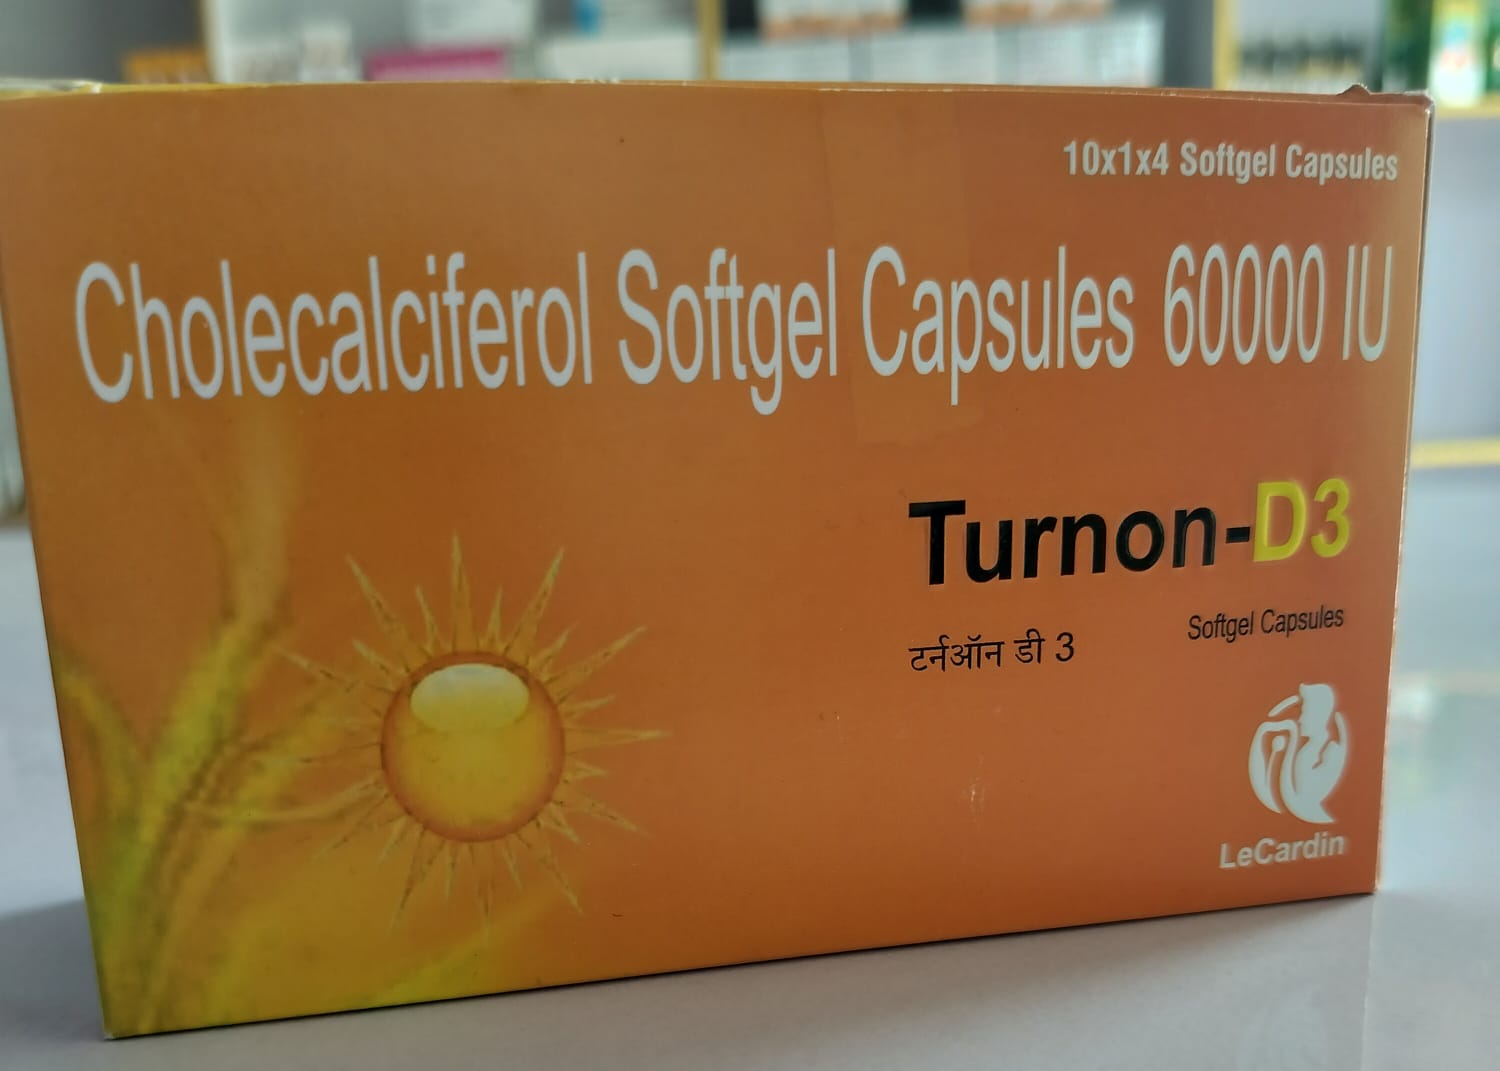 10x1x4 Softgel Capsules
Cholecalciferol Softgel Capsules 60000 IU
Turnon-D3
Softgel Capsules
टर्नऑन डी 3
LeCardin